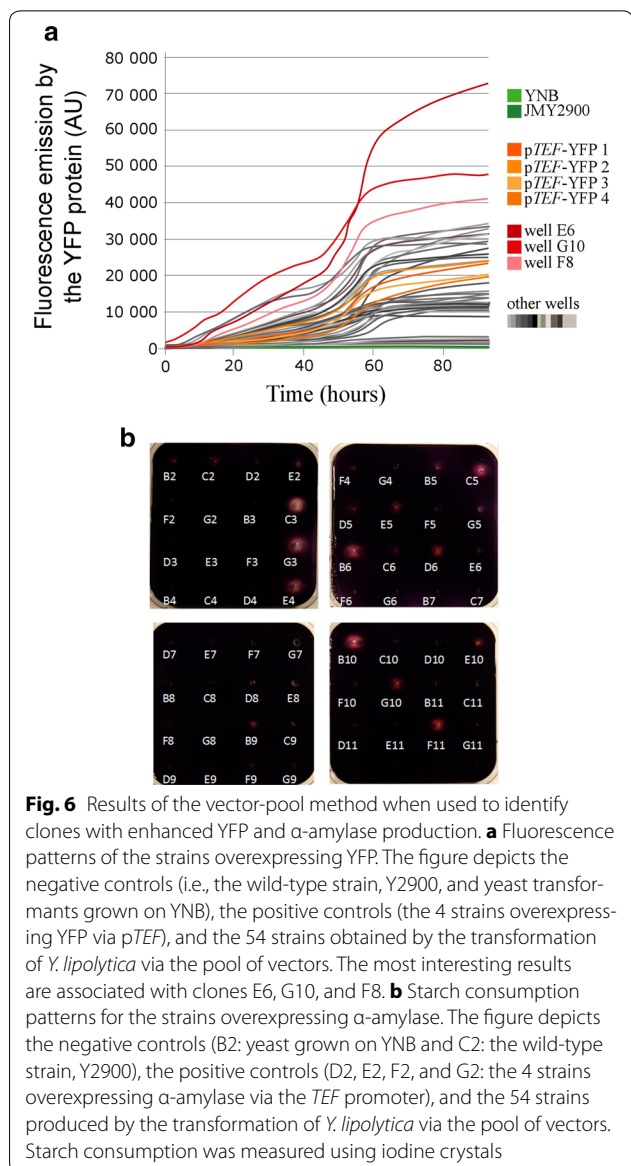 a
80 000
70 000
60 000
50 000
40 000
30 000
20 000
10 000
0
Fluorescence emission by
the YFP protein (AU)
0 20 40 60 80
Time (hours)
YNB
JMY2900
pTEF-YFP 1
pTEF-YFP 2
pTEF-YFP 3
pTEF-YFP 4
well E6
well G10
well F8
other wells
b
B2 C2 D2 E2
F2 G2 B3 C3
D3 E3 F3 G3
B4 C4 D4 E4
F4 G4 B5 C5
D5 E5 F5 G5
B6 C6 D6 E6
F6 G6 B7 C7
D7 E7 F7 G7
B8 C8 D8 E8
F8 G8 B9 C9
D9 E9 F9 G9
B10 C10 D10 E10
F10 G10 B11 C11
D11 E11 F11 G11
Fig. 6 Results of the vector-pool method when used to identify
clones with enhanced YFP and α-amylase production. a Fluorescence
patterns of the strains overexpressing YFP. The figure depicts the
negative controls (i.e., the wild-type strain, Y2900, and yeast transfor-
mants grown on YNB), the positive controls (the 4 strains overexpress-
ing YFP via pTEF), and the 54 strains obtained by the transformation
of Y. lipolytica via the pool of vectors. The most interesting results
are associated with clones E6, G10, and F8. b Starch consumption
patterns for the strains overexpressing α-amylase. The figure depicts
the negative controls (B2: yeast grown on YNB and C2: the wild-type
strain, Y2900), the positive controls (D2, E2, F2, and G2: the 4 strains
overexpressing α-amylase via the TEF promoter), and the 54 strains
produced by the transformation of Y. lipolytica via the pool of vectors.
Starch consumption was measured using iodine crystals